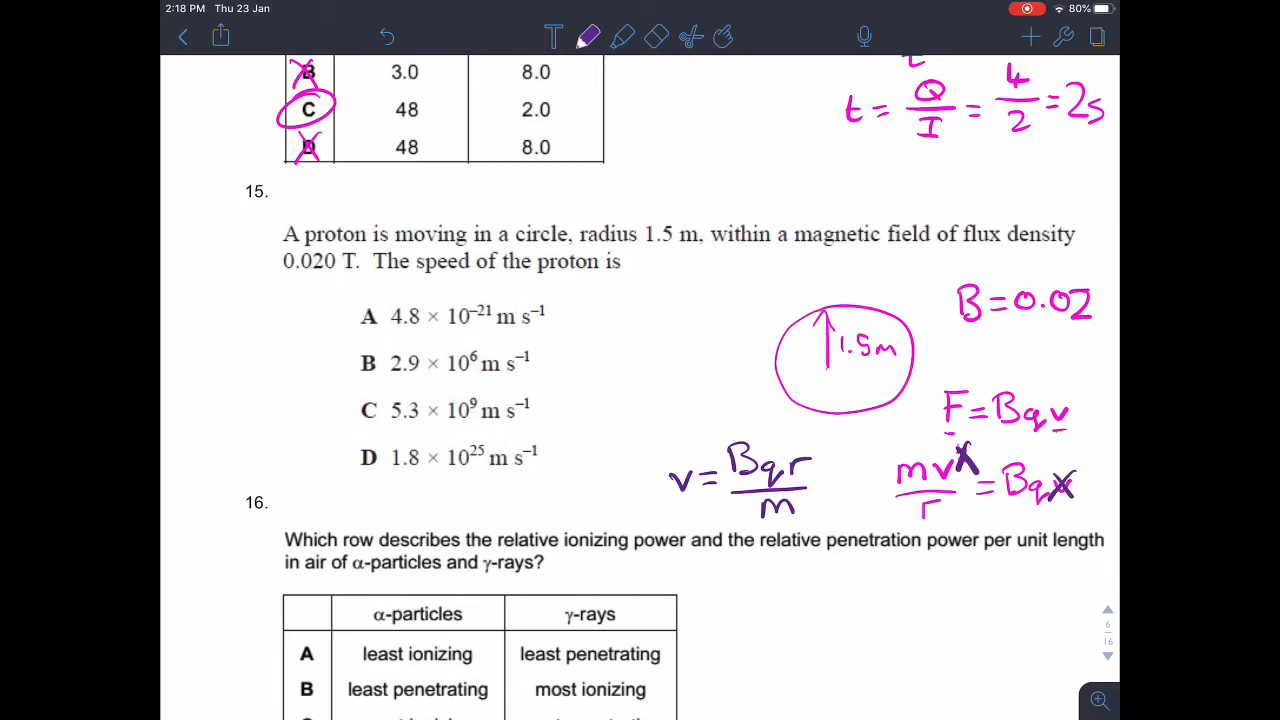 2:18 PM Thu 23 Jan
80%
T
B 3.0 8.0
C 48 2.0
D 48 8.0
t = Q/I = 4/2 = 2s
15.
A proton is moving in a circle, radius 1.5 m, within a magnetic field of flux density
0.020 T. The speed of the proton is
A 4.8 × 10⁻²¹ m s⁻¹
B 2.9 × 10⁶ m s⁻¹
C 5.3 × 10⁹ m s⁻¹
D 1.8 × 10²⁵ m s⁻¹
B = 0.02
1.5m
F = Bqv
mv²/r = Bqv
v = Bqr/m
16.
Which row describes the relative ionizing power and the relative penetration power per unit length
in air of α-particles and γ-rays?
α-particles γ-rays
A least ionizing least penetrating
B least penetrating most ionizing
6
16